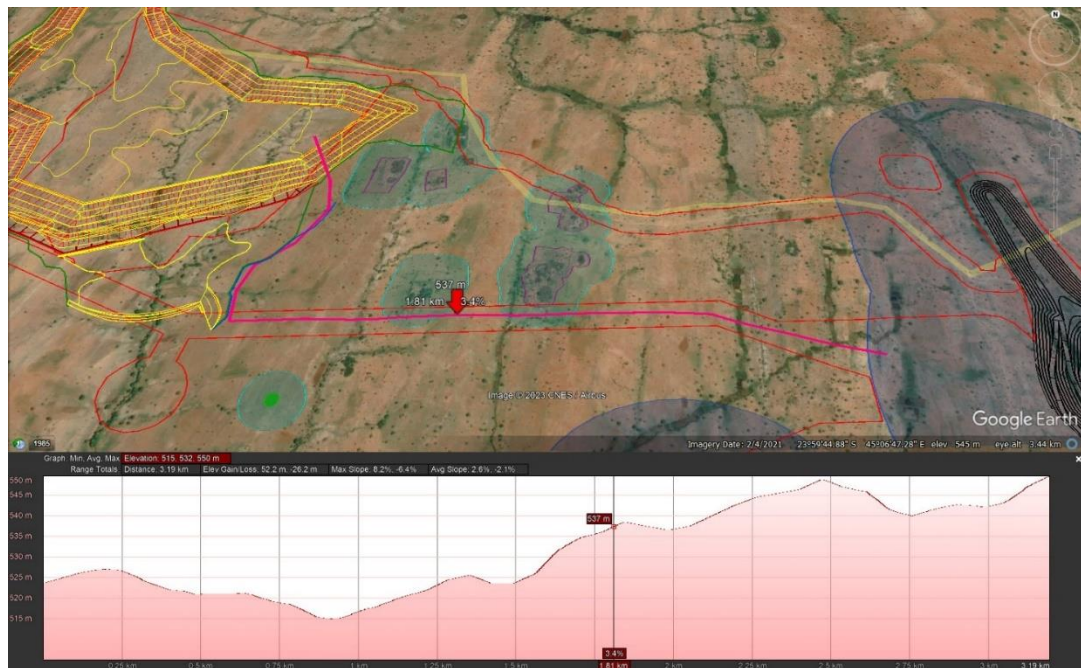 N
537 m
1.81 km 3.4%
Image © 2023 CNES / Airbus
Google Earth
1985
Imagery Date: 2/4/2021 23°59'44.88" S 45°06'47.28" E elev 545 m eye alt 3.44 km
Graph: Min, Avg, Max Elevation: 515, 532, 550 m
Range Totals: Distance: 3.19 km Elev Gain/Loss: 52.2 m, -26.2 m Max Slope: 8.2%, -6.4% Avg Slope: 2.6%, -2.1%
550 m
545 m
540 m
537 m
535 m
530 m
525 m
520 m
515 m
3.4%
0.25 km 0.5 km 0.75 km 1 km 1.25 km 1.5 km 1.81 km 2 km 2.25 km 2.5 km 2.75 km 3 km 3.19 km